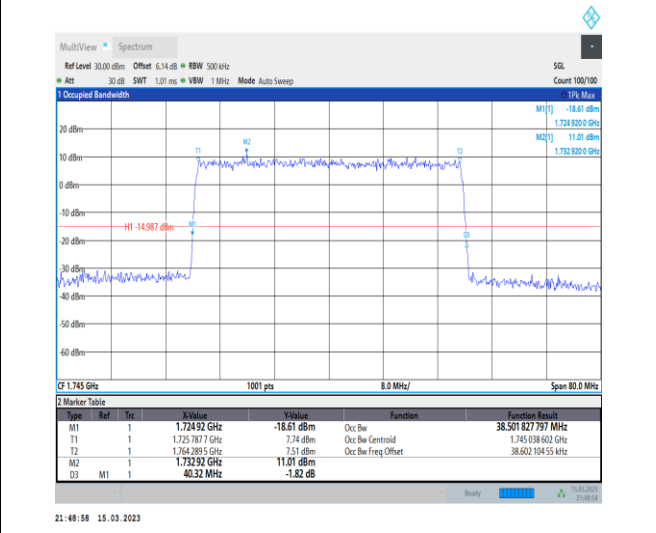 MultiView Spectrum
Ref Level 30.00 dBm Offset 6.14 dB RBW 500 kHz SGL
Att 30 dB SWT 1.01 ms VBW 1 MHz Mode Auto Sweep Count 100/100
1 Occupied Bandwidth 1Pk Max
M1[1] -18.61 dBm
1.724 920 0 GHz
M2[1] 11.01 dBm
1.732 920 0 GHz
20 dBm
M2
T1 T2
10 dBm
0 dBm
-10 dBm
H1 -14.987 dBm M1
-20 dBm D3
-30 dBm
-40 dBm
-50 dBm
-60 dBm
CF 1.745 GHz 1001 pts 8.0 MHz/ Span 80.0 MHz
2 Marker Table
Type Ref Trc X-Value Y-Value Function Function Result
M1 1 1.724 92 GHz -18.61 dBm Occ Bw 38.501 827 797 MHz
T1 1 1.725 787 7 GHz 7.74 dBm Occ Bw Centroid 1.745 038 602 GHz
T2 1 1.764 289 5 GHz 7.51 dBm Occ Bw Freq Offset 38.602 104 55 kHz
M2 1 1.732 92 GHz 11.01 dBm
D3 M1 1 40.32 MHz -1.82 dB
Ready 15.03.2023
21:48:58
21:48:58 15.03.2023